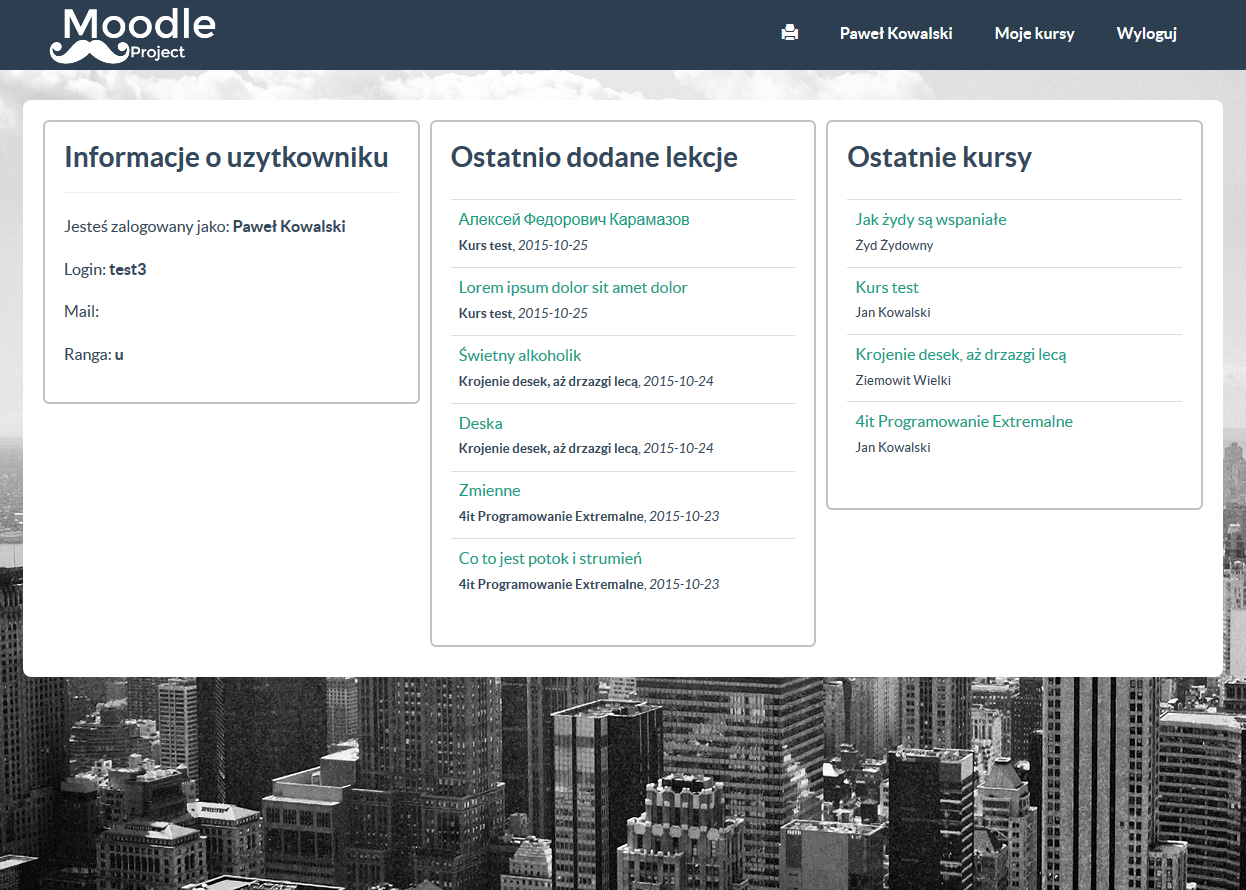 Moodle
Project
Paweł Kowalski
Moje kursy
Wyloguj
Informacje o uzytkowniku
Jesteś zalogowany jako: Paweł Kowalski
Login: test3
Mail:
Ranga: u
Ostatnio dodane lekcje
Алексей Федорович Карамазов
Kurs test, 2015-10-25
Lorem ipsum dolor sit amet dolor
Kurs test, 2015-10-25
Świetny alkoholik
Krojenie desek, aż drzazgi lecą, 2015-10-24
Deska
Krojenie desek, aż drzazgi lecą, 2015-10-24
Zmienne
4it Programowanie Extremalne, 2015-10-23
Co to jest potok i strumień
4it Programowanie Extremalne, 2015-10-23
Ostatnie kursy
Jak żydy są wspaniałe
Żyd Żydowny
Kurs test
Jan Kowalski
Krojenie desek, aż drzazgi lecą
Ziemowit Wielki
4it Programowanie Extremalne
Jan Kowalski